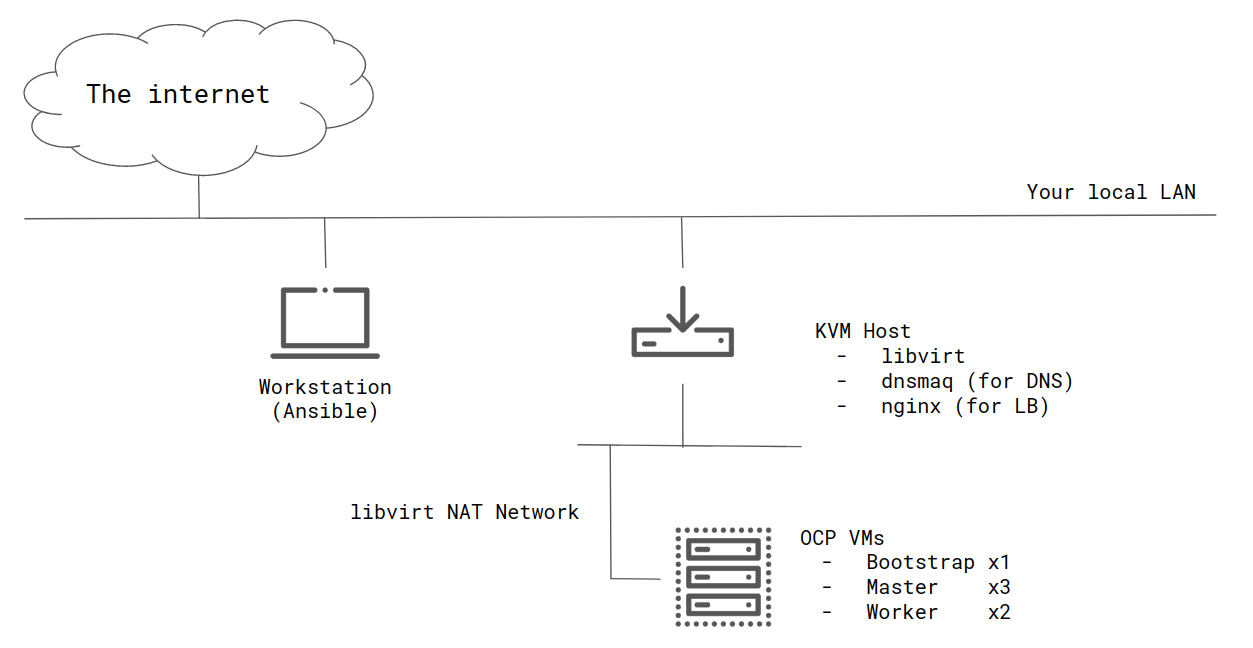 The internet
Your local LAN
Workstation
(Ansible)
KVM Host
- libvirt
- dnsmaq (for DNS)
- nginx (for LB)
libvirt NAT Network
OCP VMs
- Bootstrap x1
- Master x3
- Worker x2